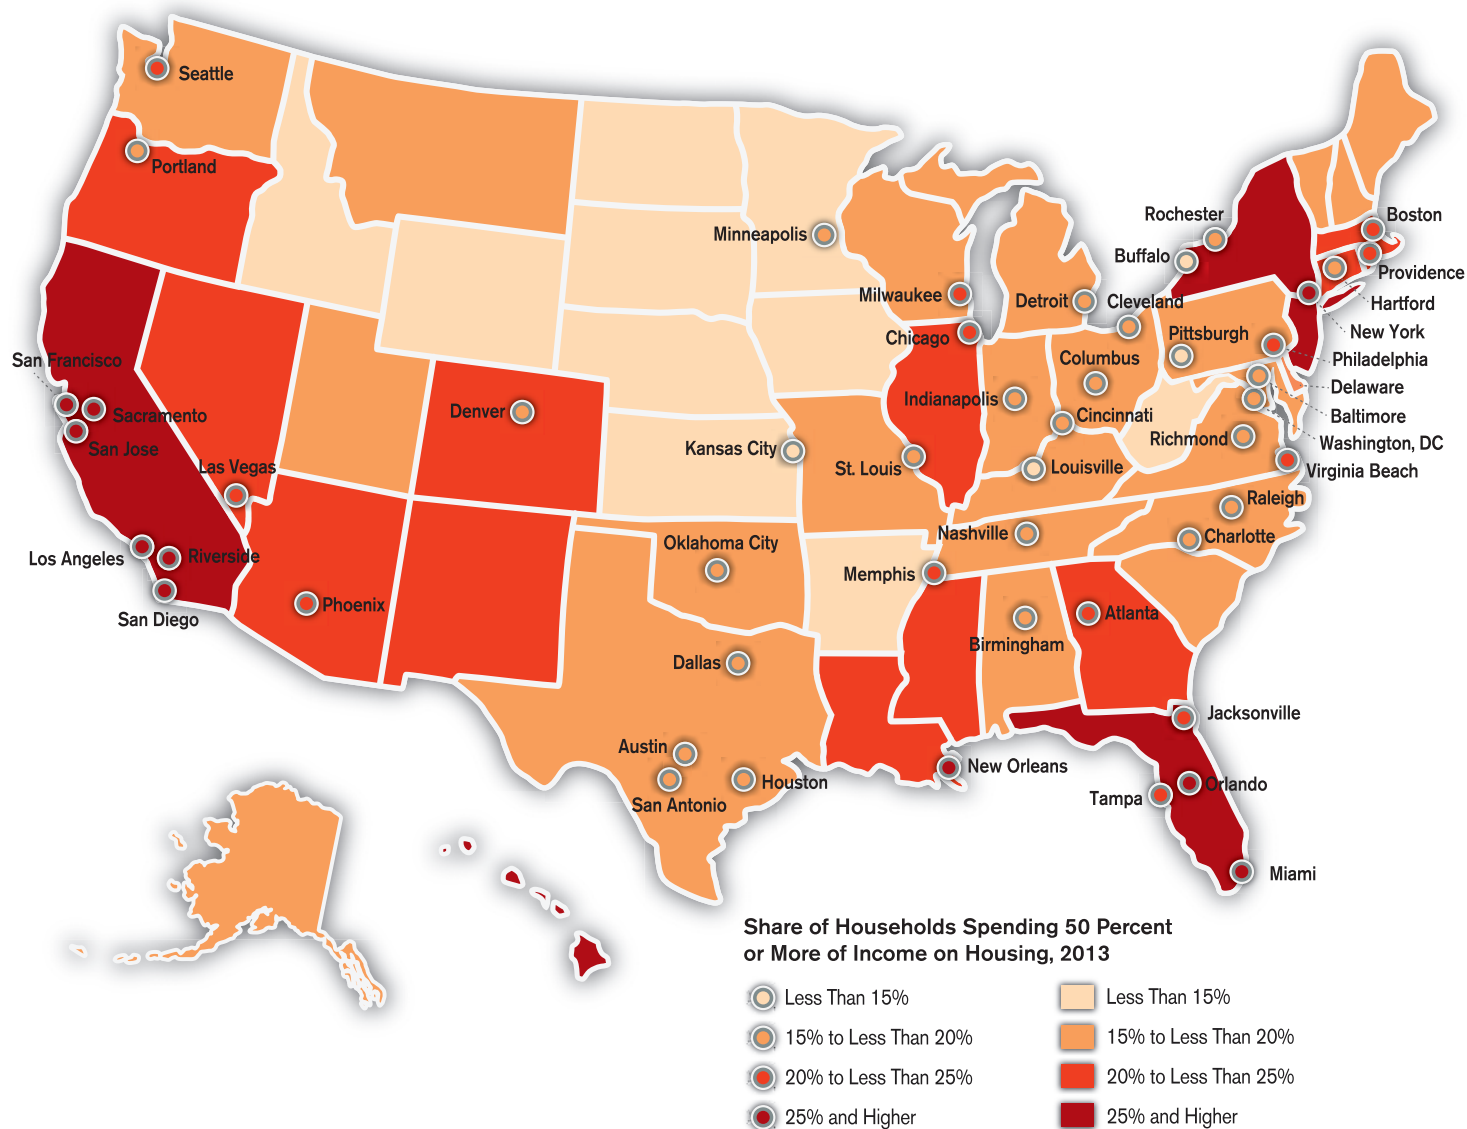 Seattle
Portland
Minneapolis
Milwaukee
Chicago
Detroit
Cleveland
Rochester
Buffalo
Boston
Providence
Hartford
New York
Pittsburgh
Philadelphia
Delaware
Baltimore
Washington, DC
Virginia Beach
Columbus
Indianapolis
Cincinnati
Richmond
San Francisco
Sacramento
San Jose
Las Vegas
Denver
Kansas City
St. Louis
Louisville
Raleigh
Charlotte
Nashville
Memphis
Oklahoma City
Los Angeles
Riverside
San Diego
Phoenix
Atlanta
Birmingham
Dallas
Austin
San Antonio
Houston
New Orleans
Jacksonville
Orlando
Tampa
Miami
Share of Households Spending 50 Percent
or More of Income on Housing, 2013
Less Than 15%
15% to Less Than 20%
20% to Less Than 25%
25% and Higher
Less Than 15%
15% to Less Than 20%
20% to Less Than 25%
25% and Higher